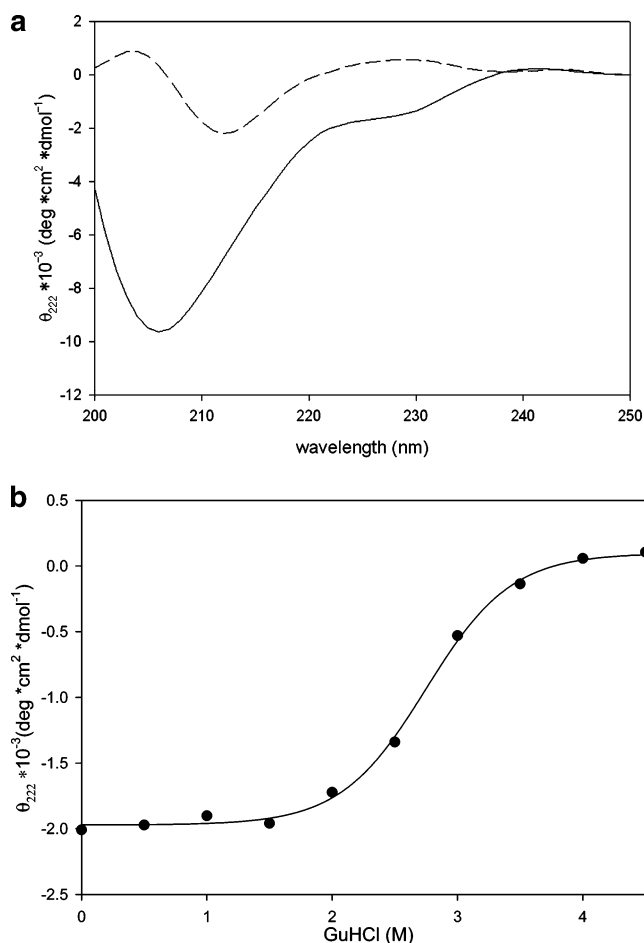 a
θ222 *10⁻³ (deg *cm² *dmol⁻¹)
2
0
-2
-4
-6
-8
-10
-12
200 210 220 230 240 250
wavelength (nm)
b
θ222 *10⁻³(deg *cm² *dmol⁻¹)
0.5
0.0
-0.5
-1.0
-1.5
-2.0
-2.5
0 1 2 3 4
GuHCl (M)